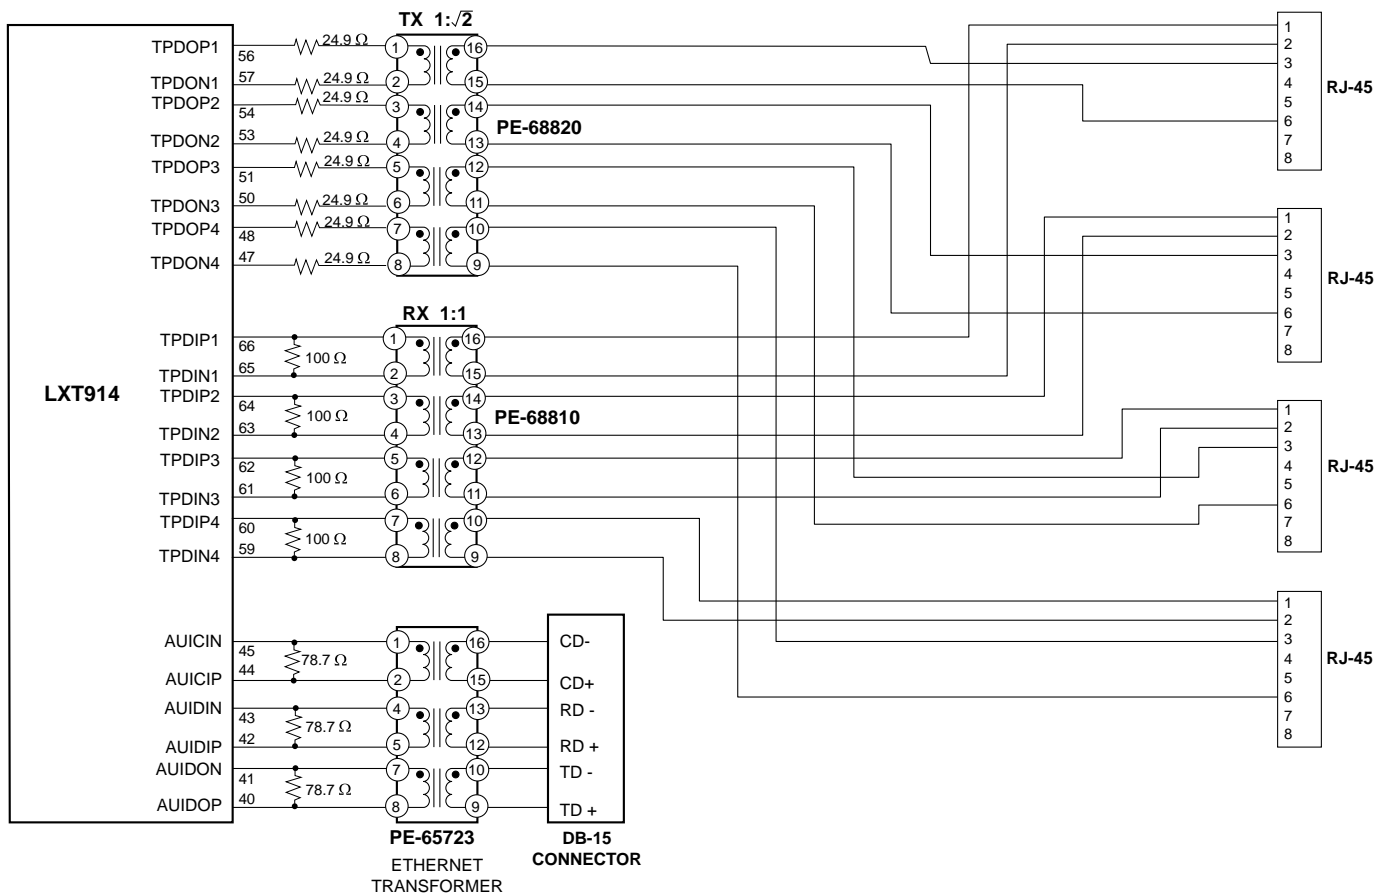 TX 1:√2
TPDOP1 56 24.9 Ω 1 16
TPDON1 57 24.9 Ω 2 15
TPDOP2 54 24.9 Ω 3 14
PE-68820
TPDON2 53 24.9 Ω 4 13
TPDOP3 51 24.9 Ω 5 12
TPDON3 50 24.9 Ω 6 11
TPDOP4 48 24.9 Ω 7 10
TPDON4 47 24.9 Ω 8 9
RX 1:1
TPDIP1 66 1 16
100 Ω
TPDIN1 65 2 15
LXT914
TPDIP2 64 3 14
100 Ω
PE-68810
TPDIN2 63 4 13
TPDIP3 62 5 12
100 Ω
TPDIN3 61 6 11
TPDIP4 60 7 10
100 Ω
TPDIN4 59 8 9
AUICIN 45 1 16 CD-
78.7 Ω
AUICIP 44 2 15 CD+
AUIDIN 43 4 13 RD -
78.7 Ω
AUIDIP 42 5 12 RD +
AUIDON 41 7 10 TD -
78.7 Ω
AUIDOP 40 8 9 TD +
PE-65723
ETHERNET
TRANSFORMER
DB-15
CONNECTOR
1
2
3
4
5
6
7
8
RJ-45
1
2
3
4
5
6
7
8
RJ-45
1
2
3
4
5
6
7
8
RJ-45
1
2
3
4
5
6
7
8
RJ-45